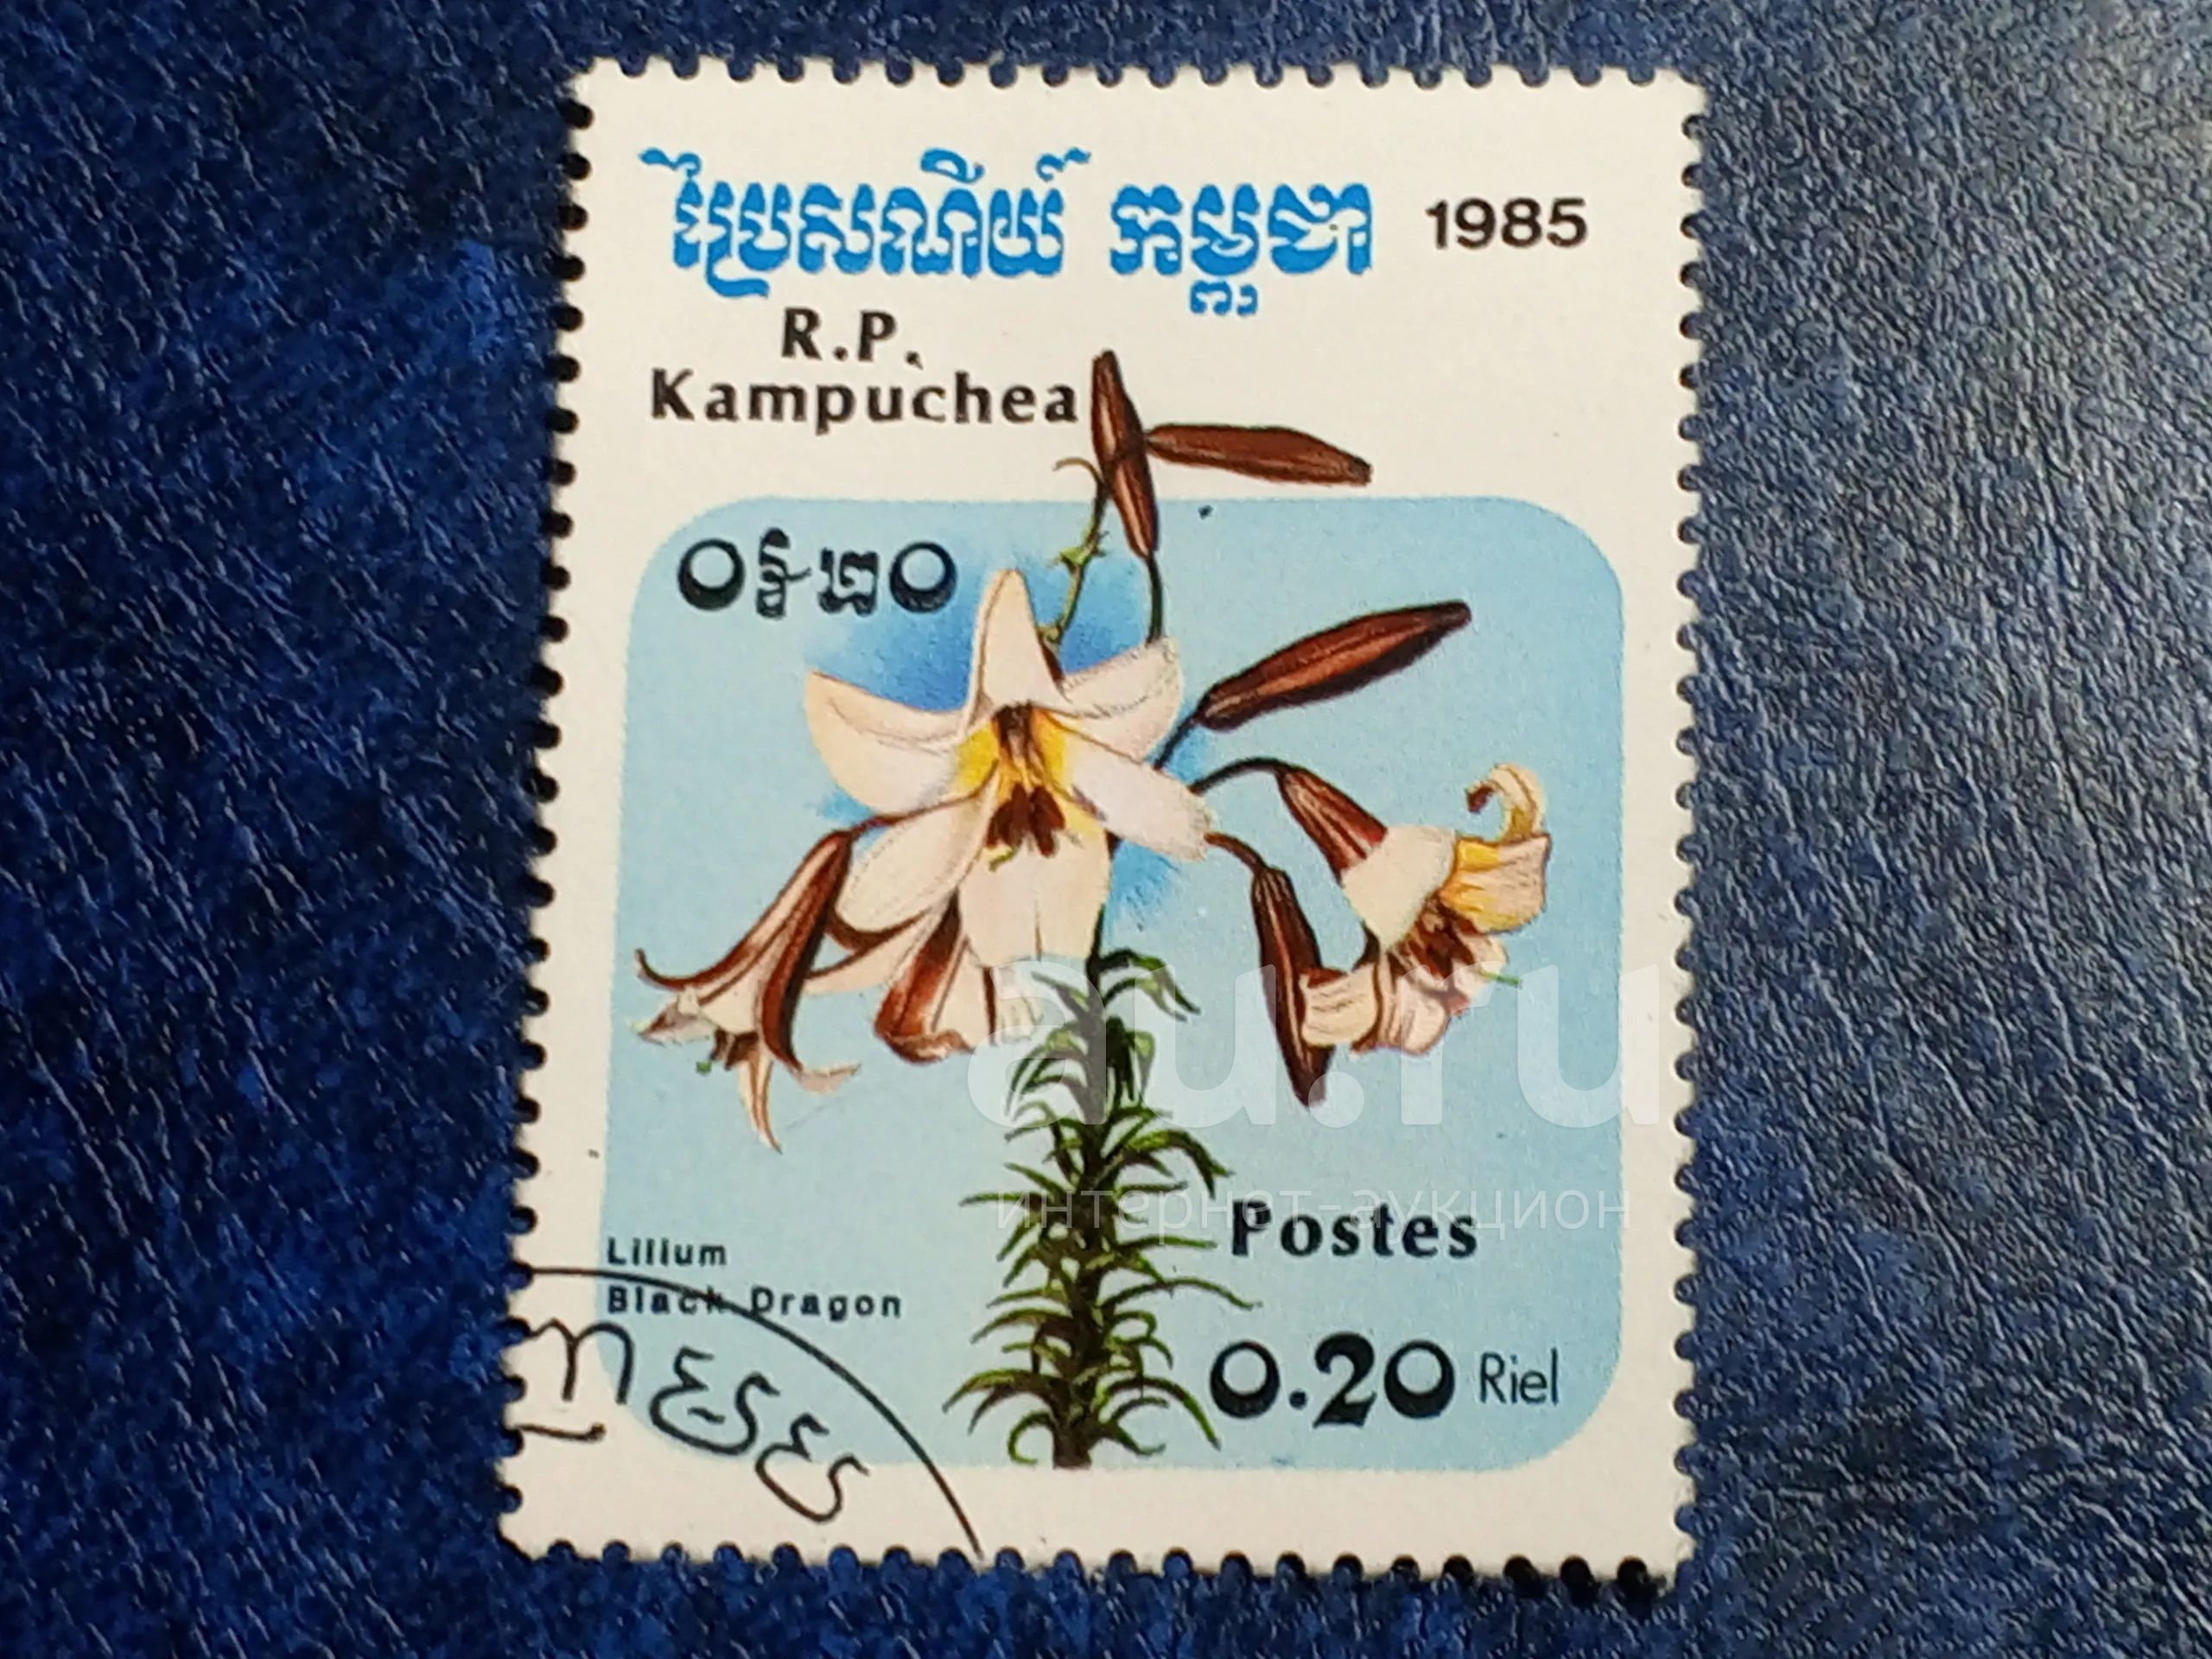 ប្រៃសណីយ៍ កម្ពុជា 1985
R.P.
Kampuchea
០រ៛២០
au.ru
интернет-аукцион
Postes
Lilium
Black Dragon
0.20 Riel